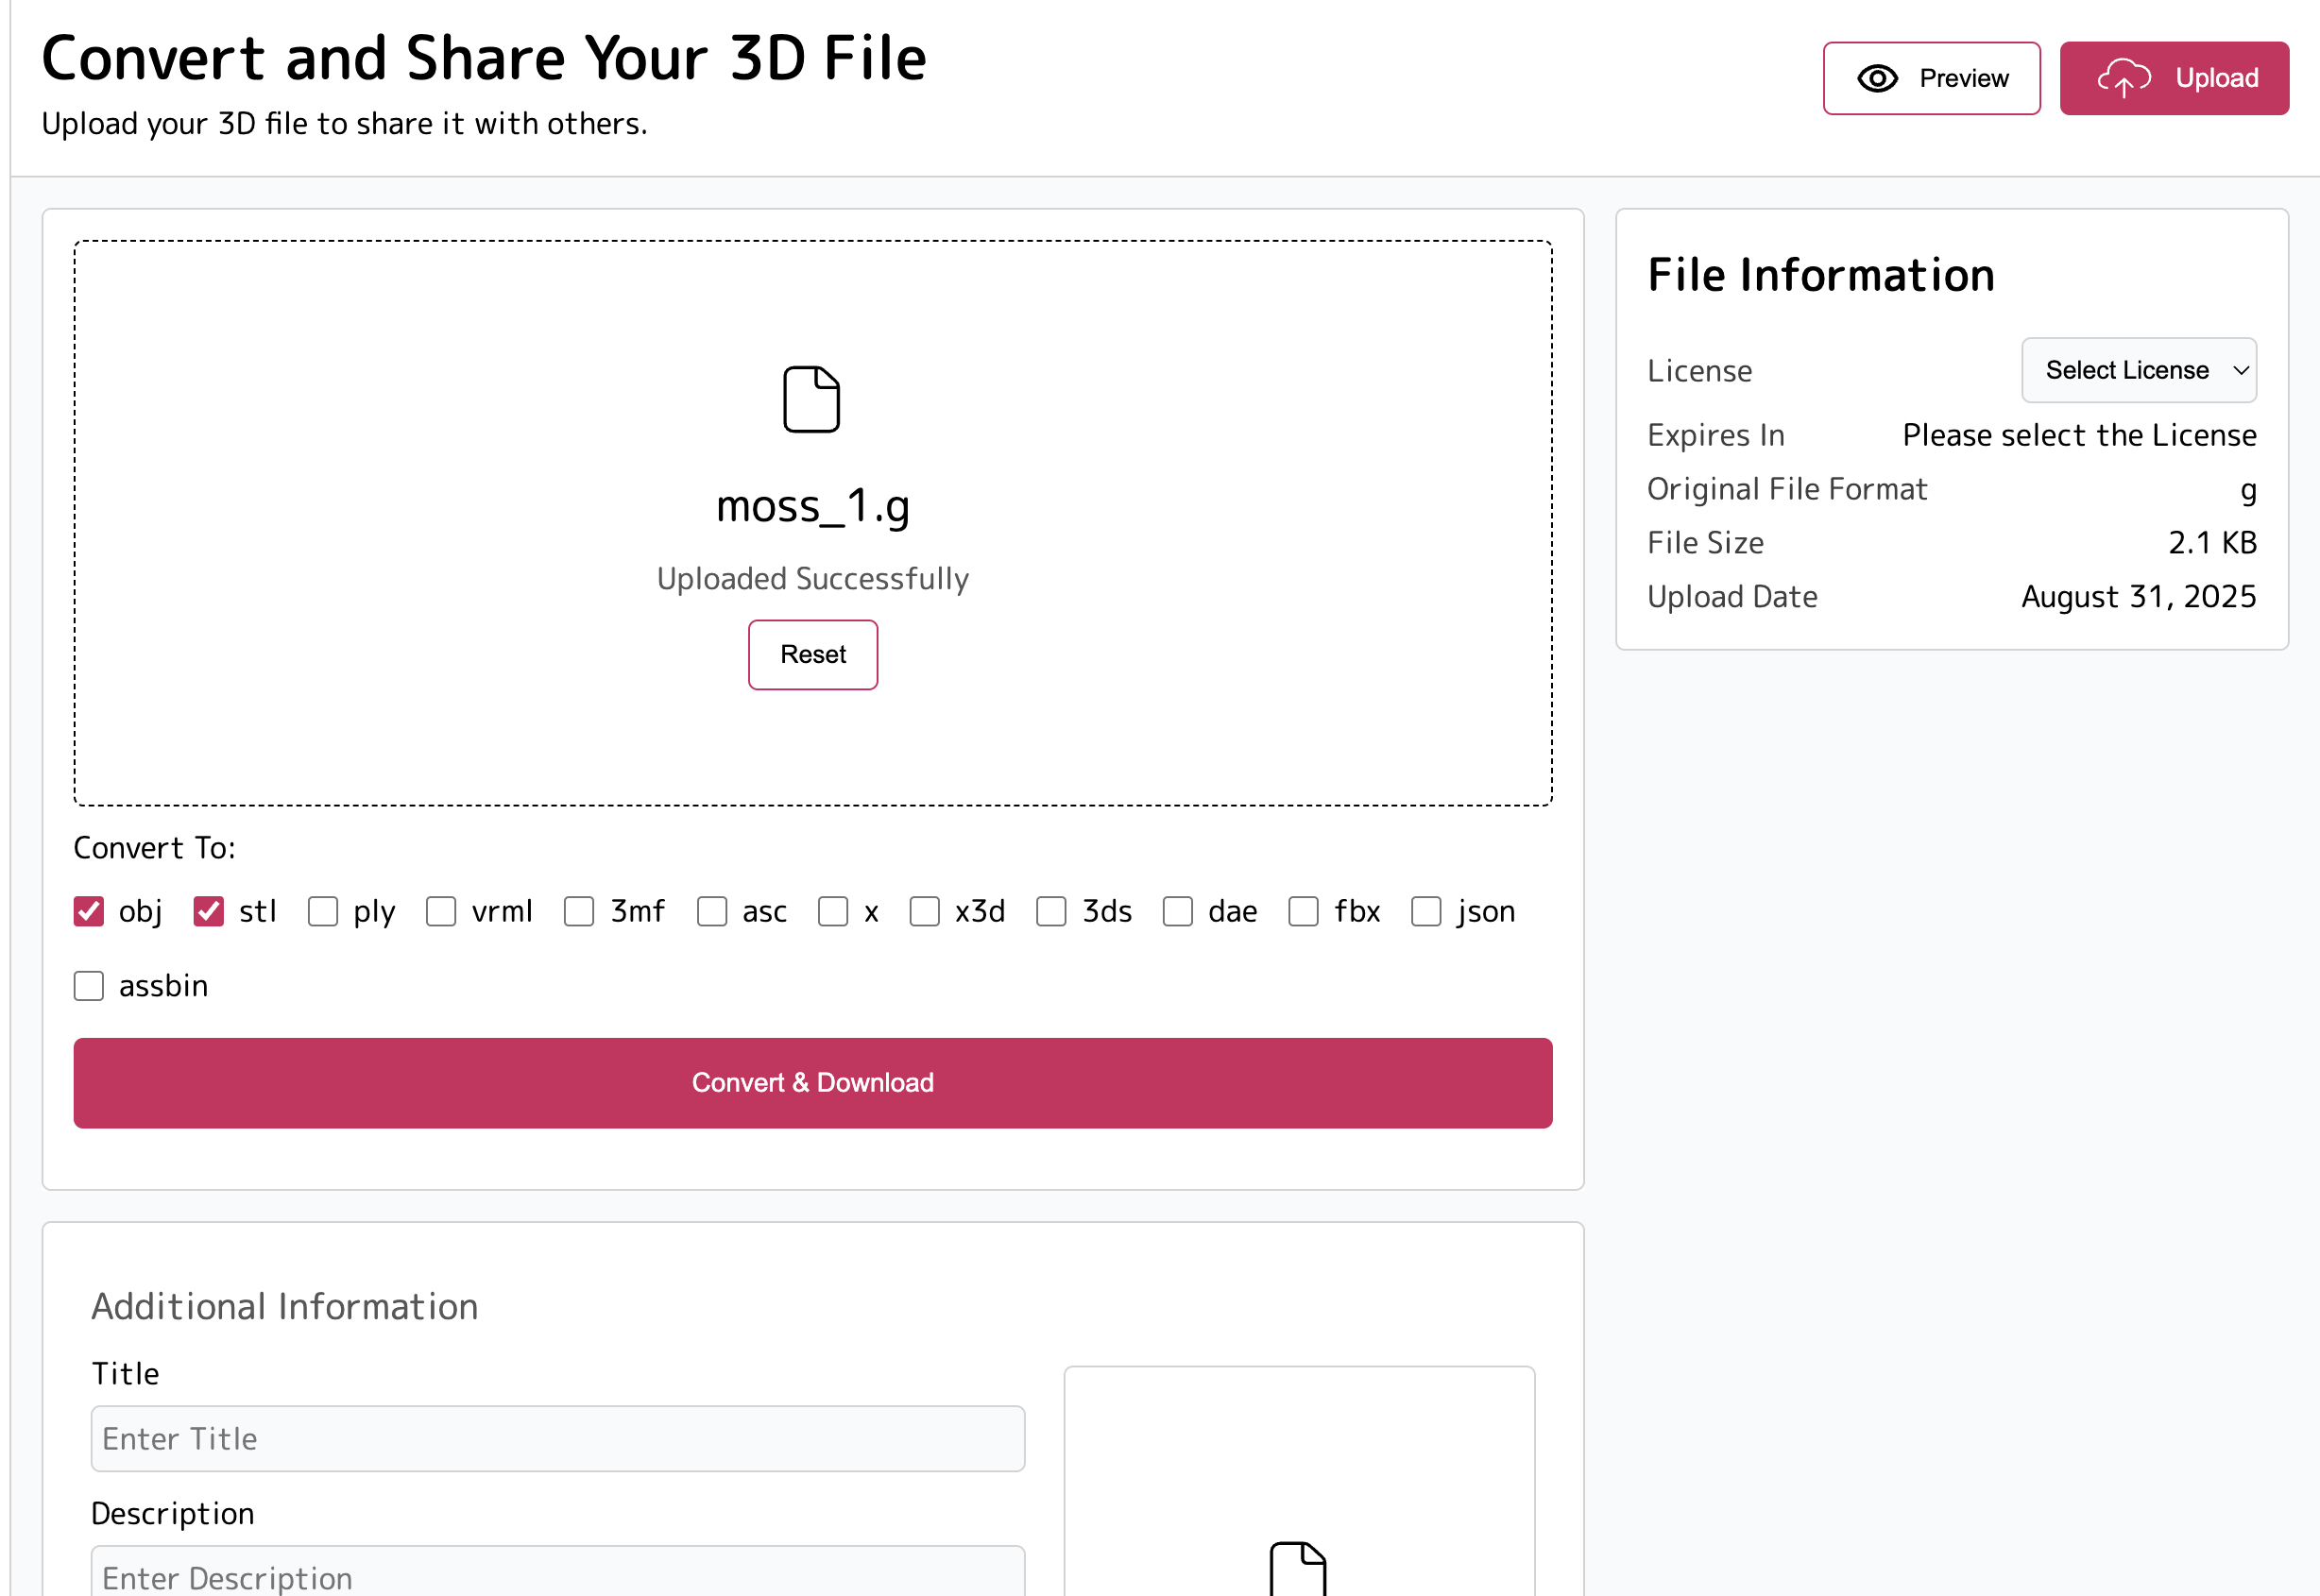 Convert and Share Your 3D File
Upload your 3D file to share it with others.
Preview
Upload
moss_1.g
Uploaded Successfully
Reset
Convert To:
obj stl ply vrml 3mf asc x x3d 3ds dae fbx json
assbin
Convert & Download
File Information
License Select License
Expires In Please select the License
Original File Format g
File Size 2.1 KB
Upload Date August 31, 2025
Additional Information
Title
Enter Title
Description
Enter Description